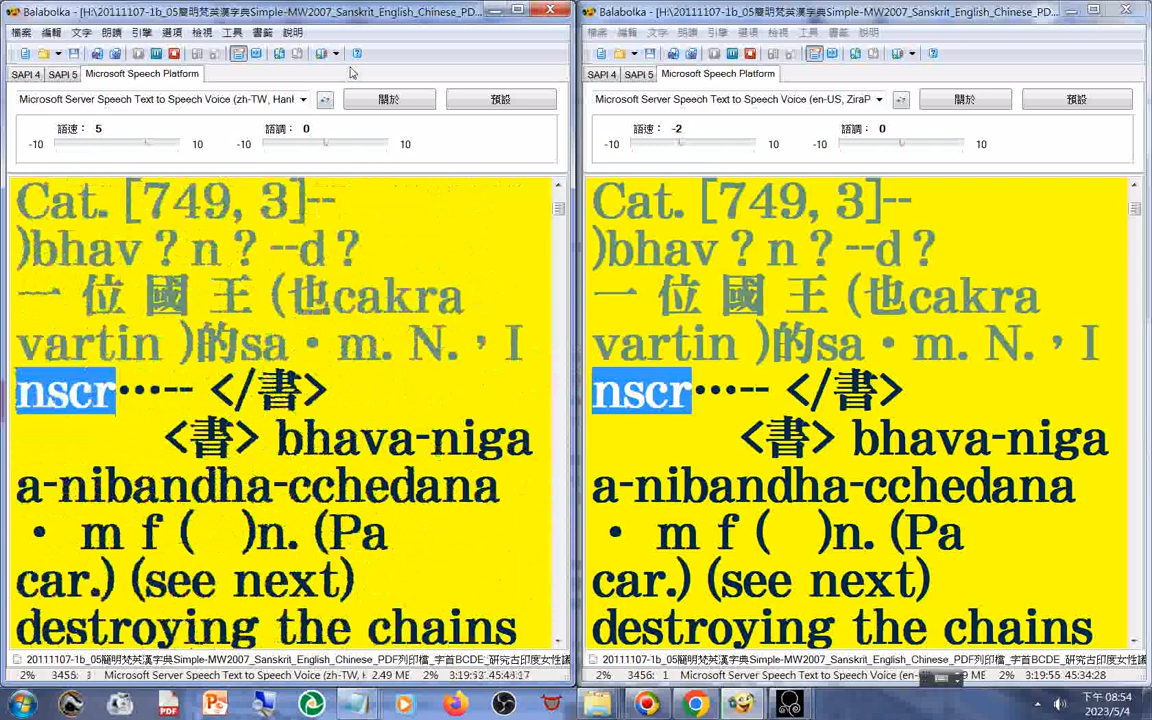 Balabolka - [H:\20111107-1b_05簡明梵英漢字典Simple-MW2007_Sanskrit_English_Chinese_PD...
檔案 編輯 文字 朗讀 引擎 選項 檢視 工具 書籤 說明
SAPI 4 SAPI 5 Microsoft Speech Platform
Microsoft Server Speech Text to Speech Voice (zh-TW, Hanl 關於 預設
語速： 5 語調： 0
-10 10 -10 10
Cat. [749, 3]--
)bhav？n？--d？
一 位 國 王 (也cakra
vartin )的sa‧m. N.，I
nscr…-- </書>
<書> bhava-niga
a-nibandha-cchedana
‧ m f ( )n. (Pa
car.) (see next)
destroying the chains
20111107-1b_05簡明梵英漢字典Simple-MW2007_Sanskrit_English_Chinese_PDF列印檔_字首BCDE_研究古印度女性議
2% 3455: Microsoft Server Speech Text to Speech Voice (zh-TW, H 2.49 MB 2%
Balabolka - [H:\20111107-1b_05簡明梵英漢字典Simple-MW2007_Sanskrit_English_Chinese_PD...
檔案 編輯 文字 朗讀 引擎 選項 檢視 工具 書籤 說明
SAPI 4 SAPI 5 Microsoft Speech Platform
Microsoft Server Speech Text to Speech Voice (en-US, ZiraP 關於 預設
語速： -2 語調： 0
-10 10 -10 10
Cat. [749, 3]--
)bhav？n？--d？
一 位 國 王 (也cakra
vartin )的sa‧m. N.，I
nscr…-- </書>
<書> bhava-niga
a-nibandha-cchedana
‧ m f ( )n. (Pa
car.) (see next)
destroying the chains
20111107-1b_05簡明梵英漢字典Simple-MW2007_Sanskrit_English_Chinese_PDF列印檔_字首BCDE_研究古印度女性議
2% 3456: 1 Microsoft Server Speech Text to Speech Voice (en- MB 2% 3:19:55 45:34:28
下午 08:54
2023/5/4